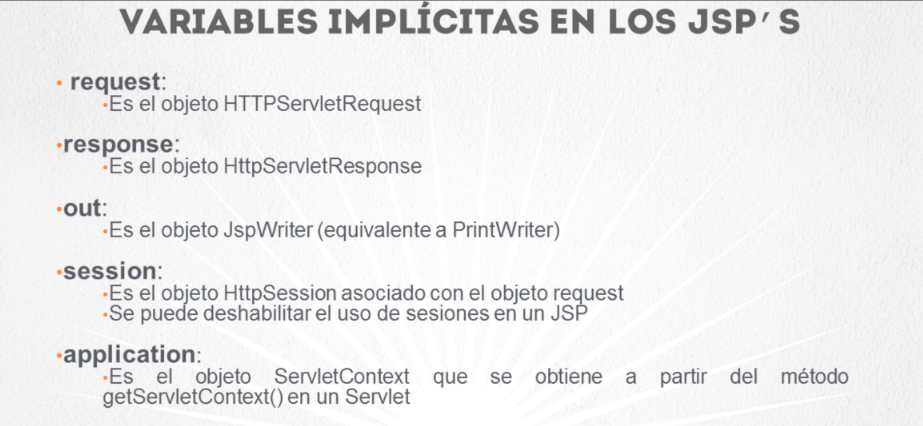 VARIABLES IMPLÍCITAS EN LOS JSP'S
• request:
•Es el objeto HTTPServletRequest
•response:
•Es el objeto HttpServletResponse
•out:
•Es el objeto JspWriter (equivalente a PrintWriter)
•session:
•Es el objeto HttpSession asociado con el objeto request
•Se puede deshabilitar el uso de sesiones en un JSP
•application:
•Es el objeto ServletContext que se obtiene a partir del método
getServletContext() en un Servlet